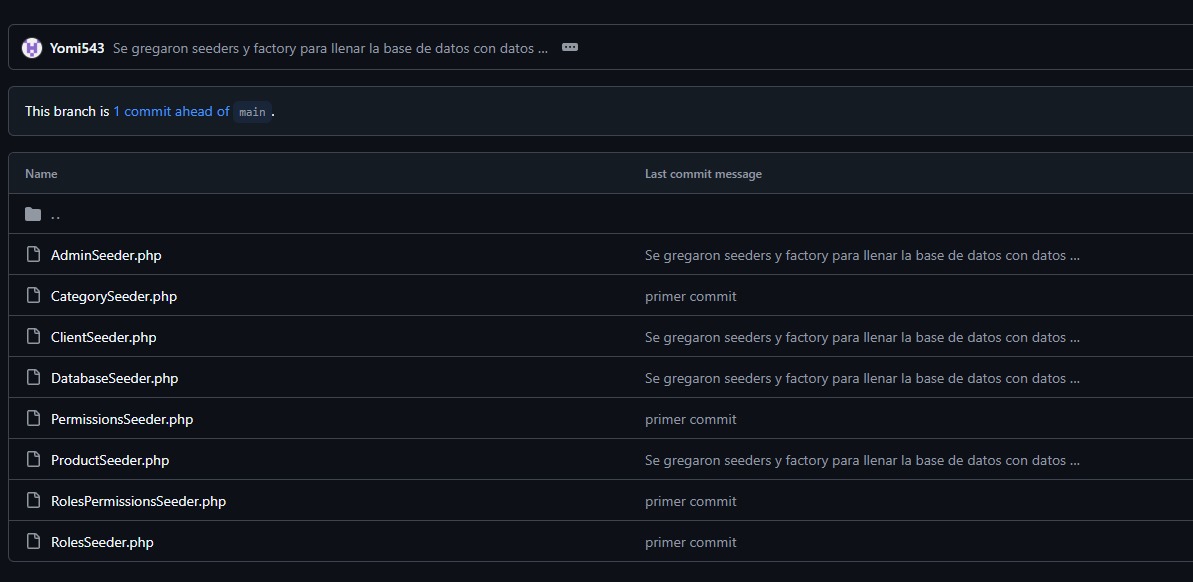 Yomi543 Se gregaron seeders y factory para llenar la base de datos con datos ...
This branch is 1 commit ahead of main .
Name Last commit message
..
AdminSeeder.php Se gregaron seeders y factory para llenar la base de datos con datos ...
CategorySeeder.php primer commit
ClientSeeder.php Se gregaron seeders y factory para llenar la base de datos con datos ...
DatabaseSeeder.php Se gregaron seeders y factory para llenar la base de datos con datos ...
PermissionsSeeder.php primer commit
ProductSeeder.php Se gregaron seeders y factory para llenar la base de datos con datos ...
RolesPermissionsSeeder.php primer commit
RolesSeeder.php primer commit